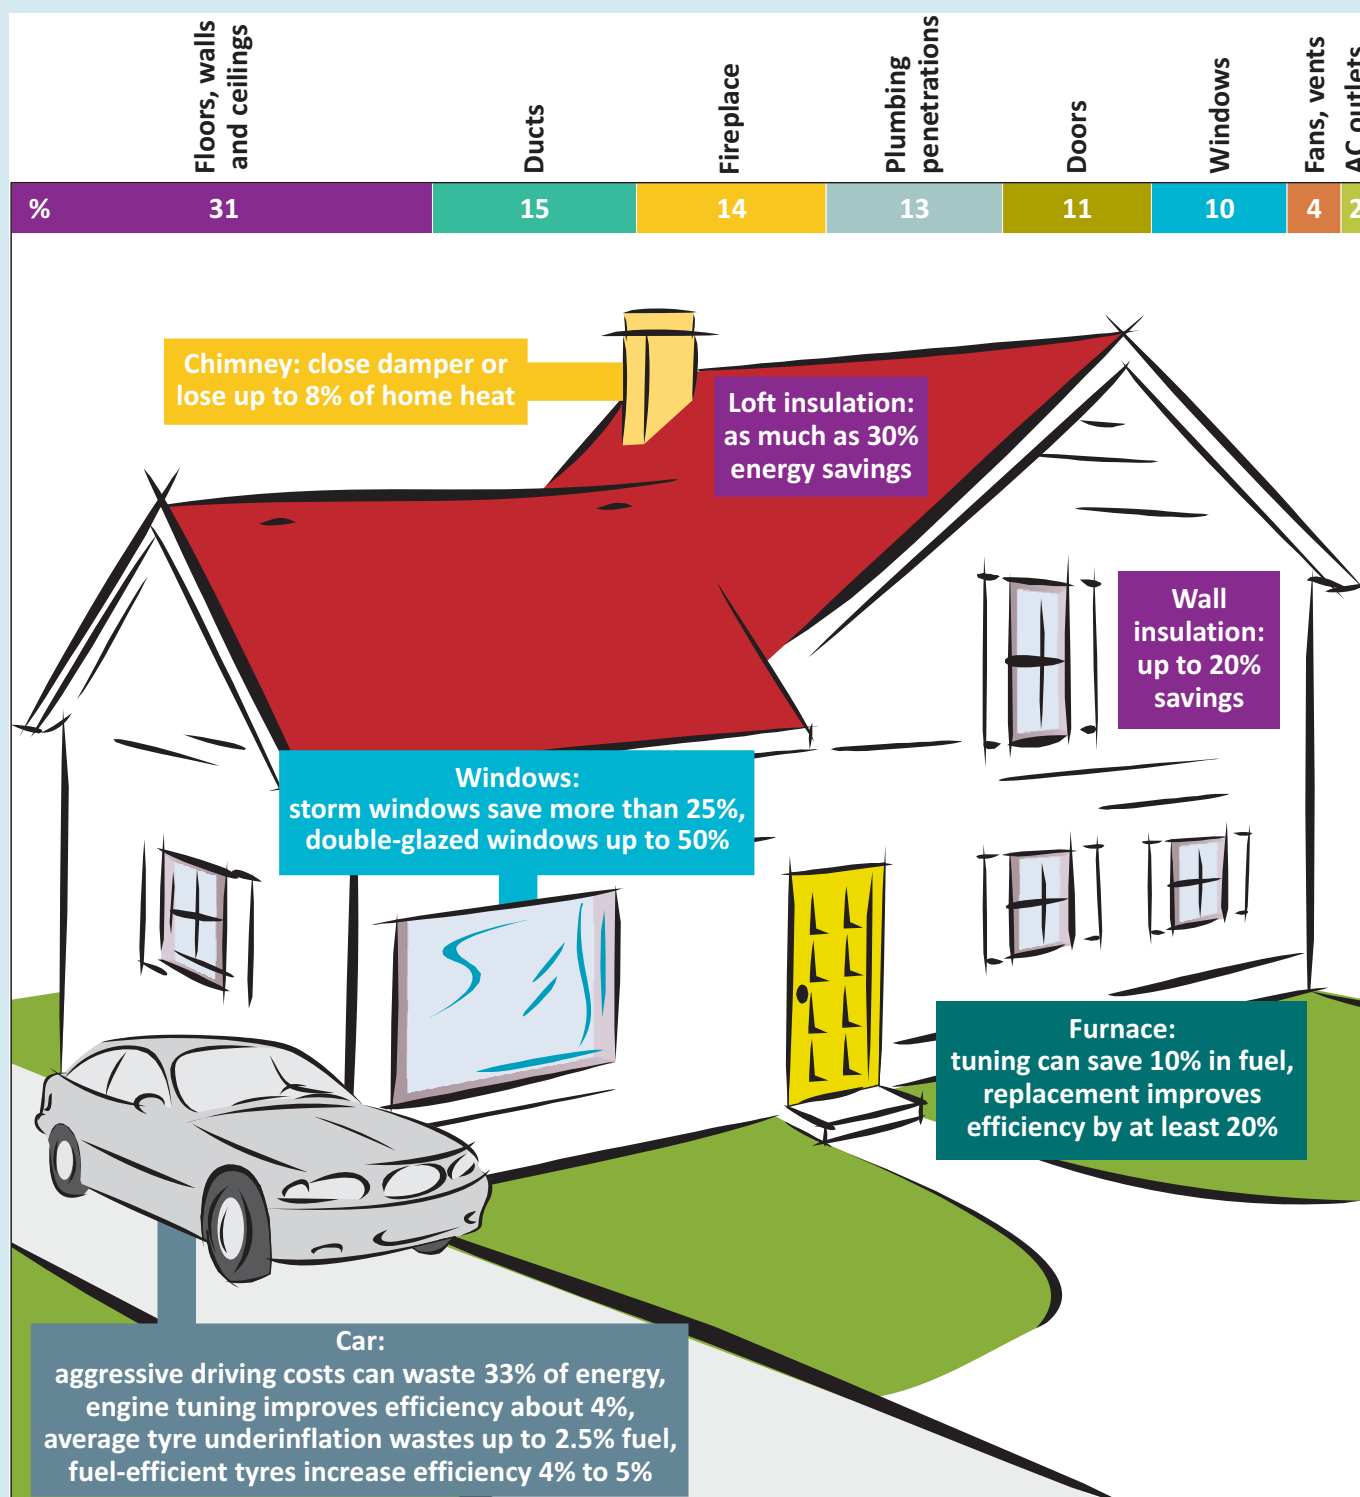 Floors, walls
and ceilings
Ducts
Fireplace
Plumbing
penetrations
Doors
Windows
Fans, vents
AC outlets
% 31 15 14 13 11 10 4 2
Chimney: close damper or
lose up to 8% of home heat
Loft insulation:
as much as 30%
energy savings
Wall
insulation:
up to 20%
savings
Windows:
storm windows save more than 25%,
double-glazed windows up to 50%
Furnace:
tuning can save 10% in fuel,
replacement improves
efficiency by at least 20%
Car:
aggressive driving costs can waste 33% of energy,
engine tuning improves efficiency about 4%,
average tyre underinflation wastes up to 2.5% fuel,
fuel-efficient tyres increase efficiency 4% to 5%